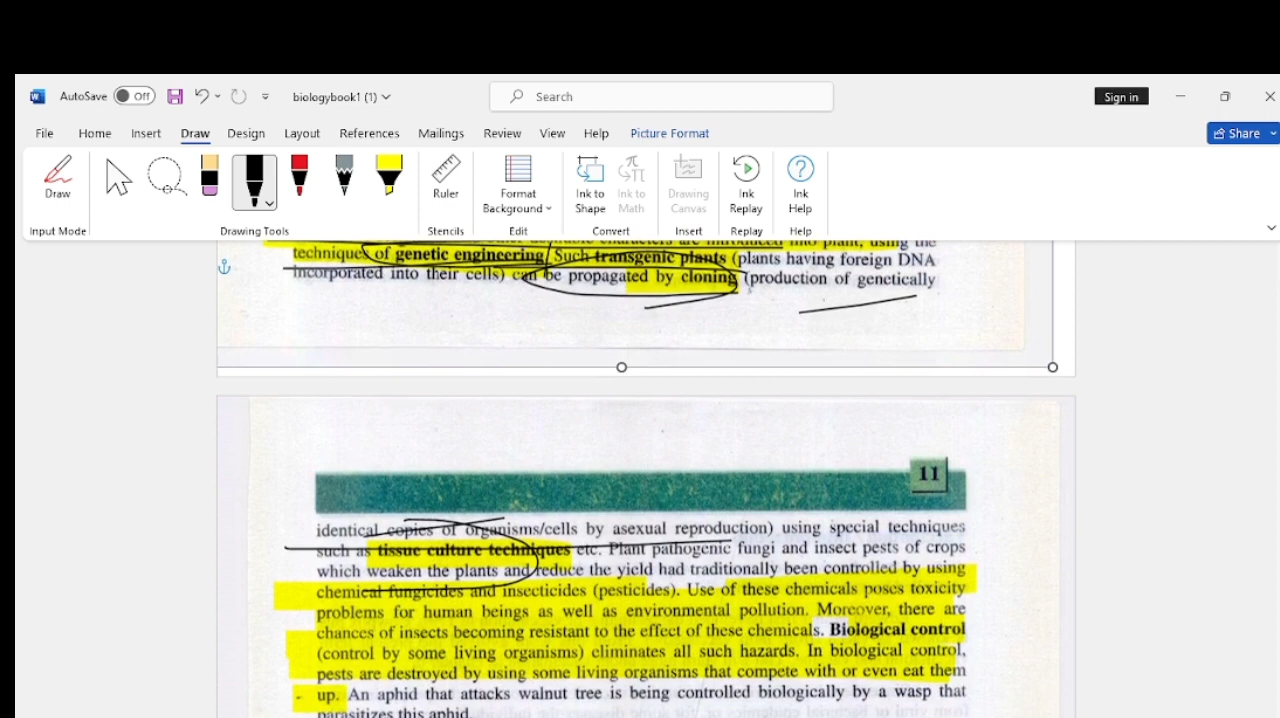 AutoSave Off biologybook1 (1) Search Sign in
File Home Insert Draw Design Layout References Mailings Review View Help Picture Format Share
Draw Ruler Format Background Ink to Shape Ink to Math Drawing Canvas Ink Replay Ink Help
Input Mode Drawing Tools Stencils Edit Convert Insert Replay Help
characters are introduced into plant, using the
techniques of genetic engineering. Such transgenic plants (plants having foreign DNA
incorporated into their cells) can be propagated by cloning (production of genetically
11
identical copies of organisms/cells by asexual reproduction) using special techniques
such as tissue culture techniques etc. Plant pathogenic fungi and insect pests of crops
which weaken the plants and reduce the yield had traditionally been controlled by using
chemical fungicides and insecticides (pesticides). Use of these chemicals poses toxicity
problems for human beings as well as environmental pollution. Moreover, there are
chances of insects becoming resistant to the effect of these chemicals. Biological control
(control by some living organisms) eliminates all such hazards. In biological control,
pests are destroyed by using some living organisms that compete with or even eat them
up. An aphid that attacks walnut tree is being controlled biologically by a wasp that
parasitizes this aphid.